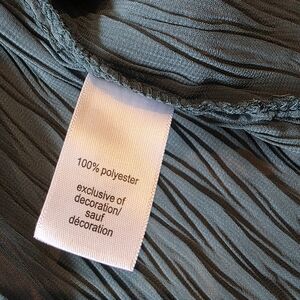 100% polyester
exclusive of
decoration/
sauf
décoration